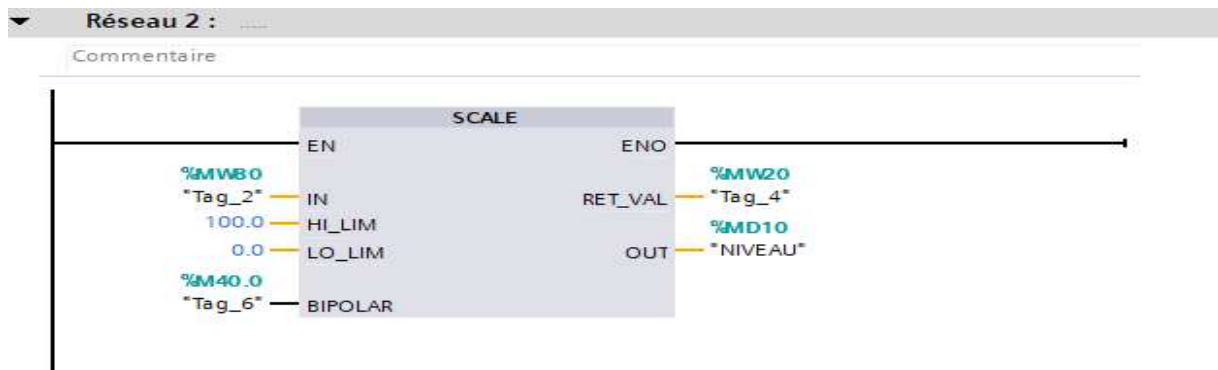 Réseau 2 : .....
Commentaire
SCALE
EN ENO
%MW80 %MW20
"Tag_2" IN RET_VAL "Tag_4"
100.0 HI_LIM %MD10
0.0 LO_LIM OUT "NIVEAU"
%M40.0
"Tag_6" BIPOLAR